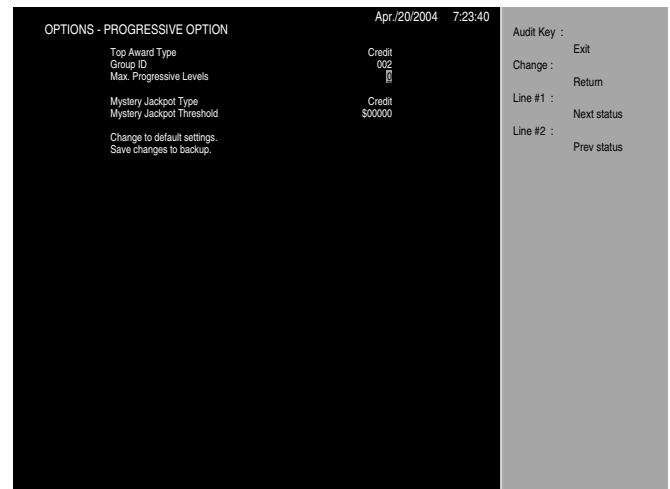 Apr./20/2004 7:23:40
OPTIONS - PROGRESSIVE OPTION
Top Award Type Credit
Group ID 002
Max. Progressive Levels 0
Mystery Jackpot Type Credit
Mystery Jackpot Threshold $00000
Change to default settings.
Save changes to backup.
Audit Key :
Exit
Change :
Return
Line #1 :
Next status
Line #2 :
Prev status